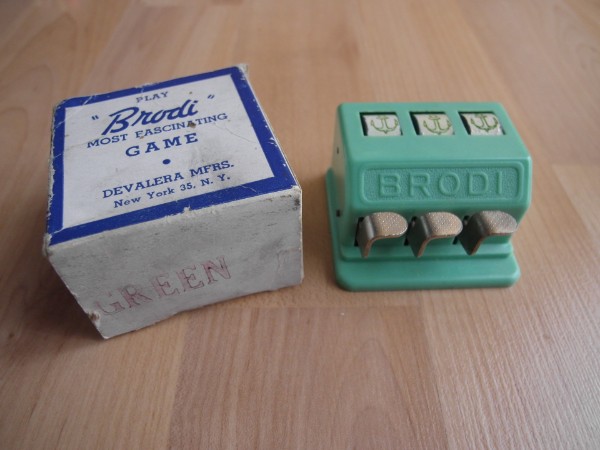 PLAY
"Brodi"
MOST FASCINATING
GAME
•
DEVALERA MFRS.
New York 35, N. Y.
GREEN
BRODI